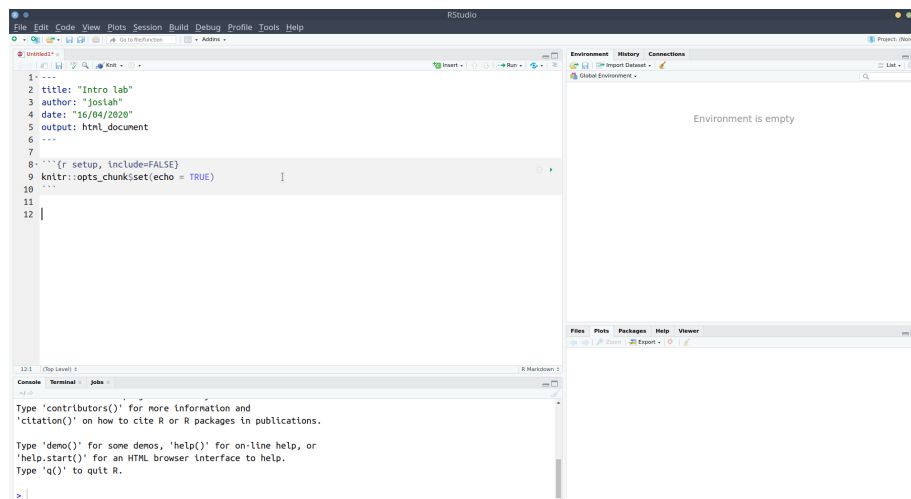 RStudio
File Edit Code View Plots Session Build Debug Profile Tools Help
Go to file/function Addins Project: (Non
Untitled1*
Knit Insert Run
1 ---
2 title: "Intro lab"
3 author: "josiah"
4 date: "16/04/2020"
5 output: html_document
6 ---
7
8 ```{r setup, include=FALSE}
9 knitr::opts_chunk$set(echo = TRUE)
10 ```
11
12
12:1 (Top Level) R Markdown
Console Terminal Jobs
~/
Type 'contributors()' for more information and
'citation()' on how to cite R or R packages in publications.
Type 'demo()' for some demos, 'help()' for on-line help, or
'help.start()' for an HTML browser interface to help.
Type 'q()' to quit R.
>
Environment History Connections
Import Dataset List
Global Environment
Environment is empty
Files Plots Packages Help Viewer
Zoom Export